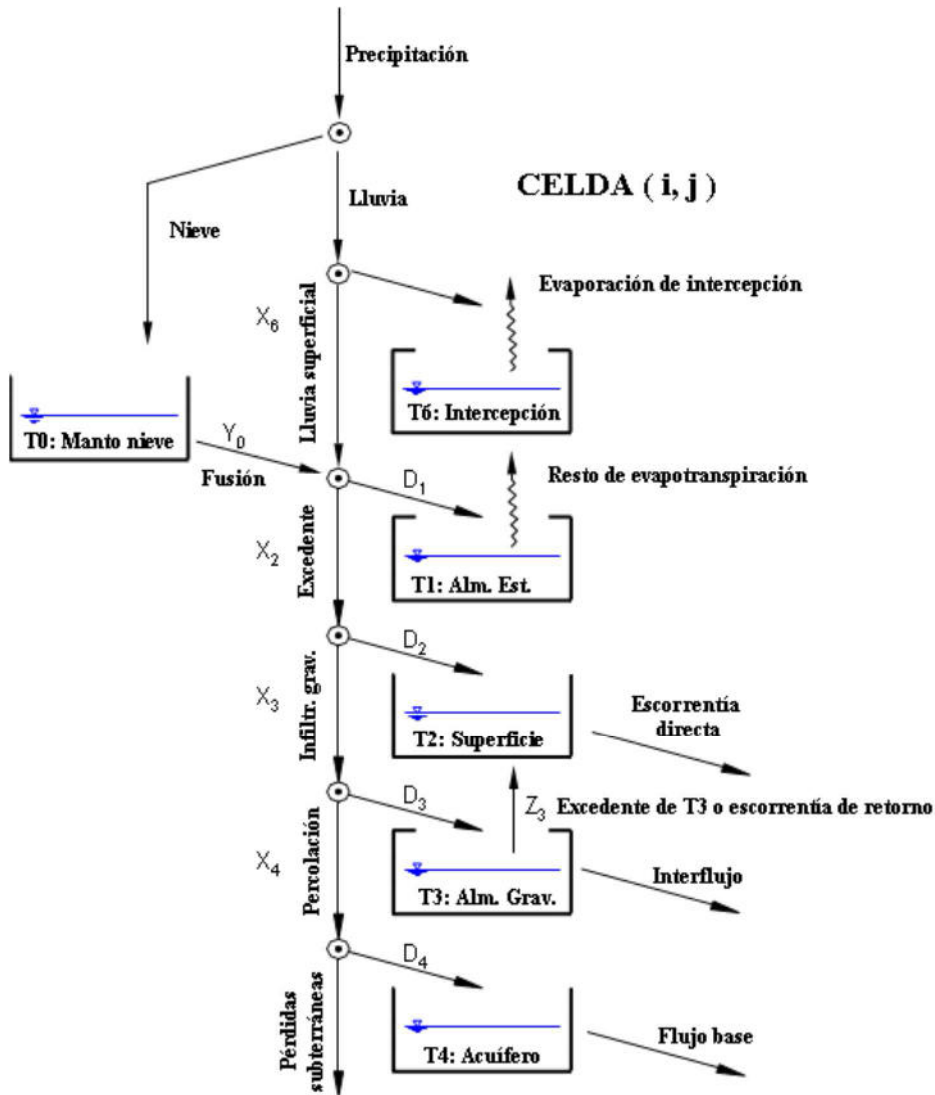 Precipitación
CELDA ( i, j )
Lluvia
Nieve
Evaporación de intercepción
X6
Lluvia superficial
T6: Intercepción
T0: Manto nieve
Y0
Fusión
D1
Resto de evapotranspiración
X2
Excedente
T1: Alm. Est.
D2
X3
Infiltr. grav.
Escorrentía
directa
T2: Superficie
D3
Z3
Excedente de T3 o escorrentía de retorno
X4
Percolación
T3: Alm. Grav.
Interflujo
D4
Pérdidas
subterráneas
T4: Acuífero
Flujo base